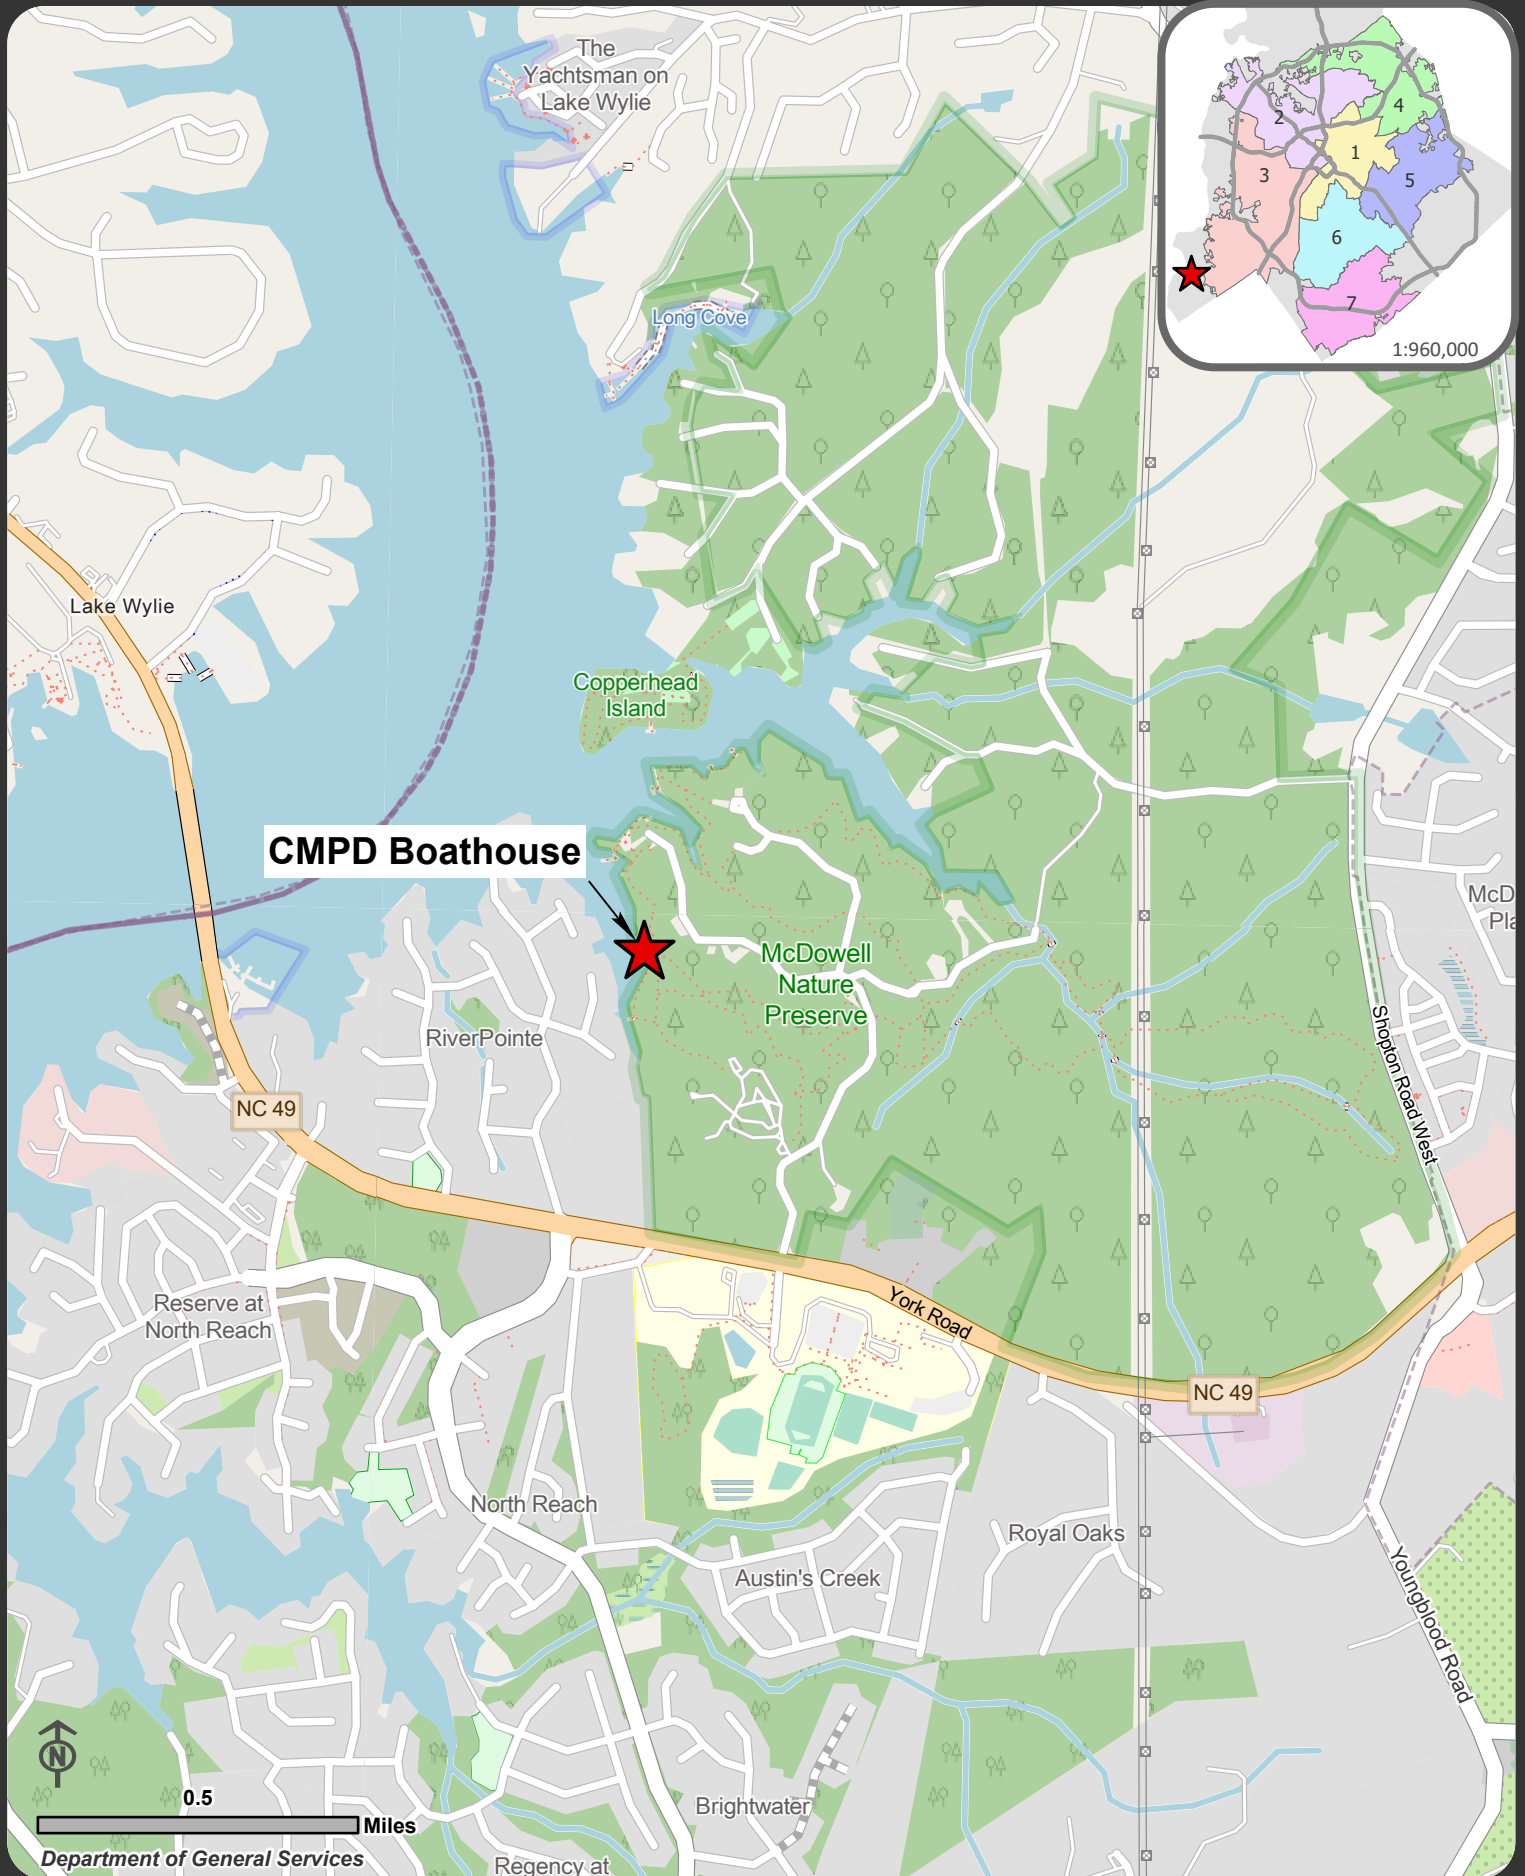 The
Yachtsman on
Lake Wylie
2
4
1
3
5
6
7
1:960,000
Long Cove
Lake Wylie
Copperhead
Island
CMPD Boathouse
McD
Pla
McDowell
Nature
Preserve
RiverPointe
Shopton Road West
NC 49
Reserve at
North Reach
York Road
NC 49
North Reach
Royal Oaks
Austin's Creek
Youngblood Road
N
0.5
Miles
Brightwater
Department of General Services
Regency at